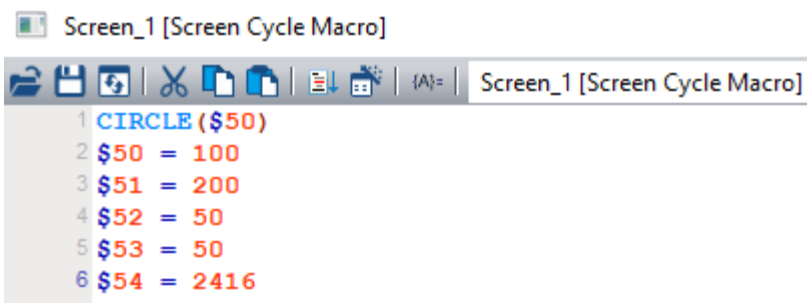 Screen_1 [Screen Cycle Macro]
{A}= Screen_1 [Screen Cycle Macro]
1 CIRCLE($50)
2 $50 = 100
3 $51 = 200
4 $52 = 50
5 $53 = 50
6 $54 = 2416